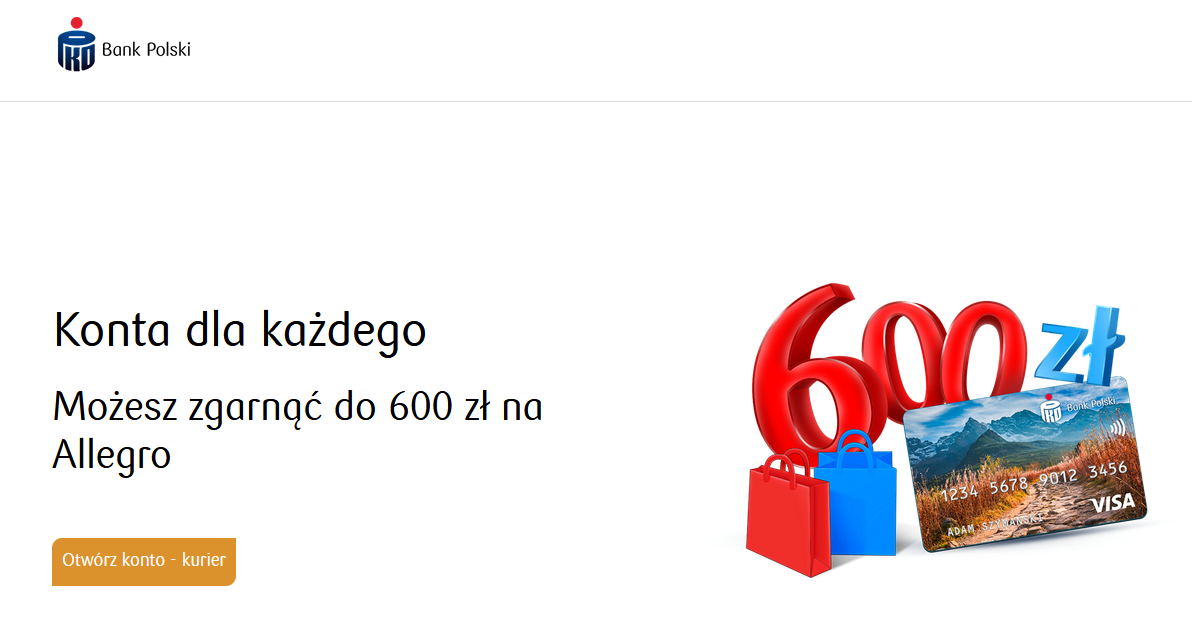 PKO Bank Polski
Konta dla każdego
Możesz zgarnąć do 600 zł na
Allegro
Otwórz konto - kurier
600 zł
PKO Bank Polski
1234 5678 9012 3456
VISA
ADAM SZYMAŃSKI